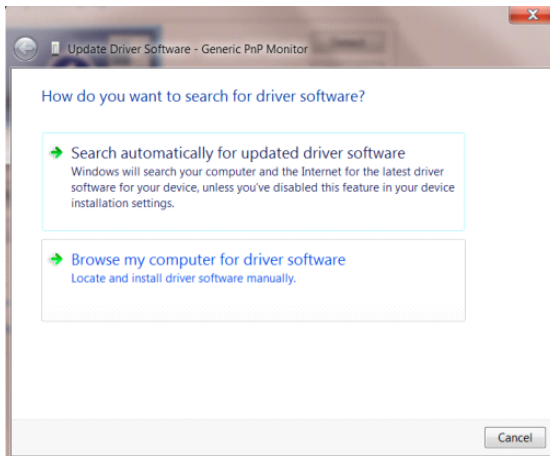 Update Driver Software - Generic PnP Monitor
How do you want to search for driver software?
Search automatically for updated driver software
Windows will search your computer and the Internet for the latest driver
software for your device, unless you've disabled this feature in your device
installation settings.
Browse my computer for driver software
Locate and install driver software manually.
Cancel